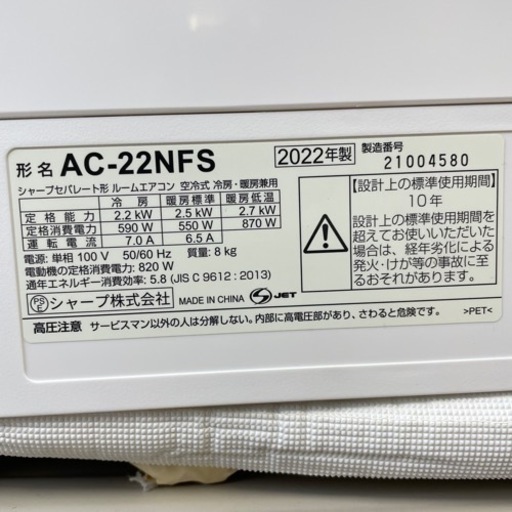 形名 AC-22NFS 2022年製 製造番号 21004580
シャープセパレート形 ルームエアコン 空冷式 冷房・暖房兼用
冷房 暖房標準 暖房低温
定格能力 2.2 kW 2.5 kW 2.7 kW
定格消費電力 590 W 550 W 870 W
運転電流 7.0 A 6.5 A
電源: 単相 100 V 50/60 Hz 質量: 8 kg
電動機の定格消費電力: 820 W
通年エネルギー消費効率: 5.8 (JIS C 9612 : 2013)
PSE シャープ株式会社 MADE IN CHINA S JET
【設計上の標準使用期間】
10 年
設計上の標準使用期間を
超えてお使いいただいた
場合は、経年劣化による
発火・けが等の事故に至
るおそれがあります。
高圧注意 サービスマン以外の人は分解しない。内部に高電圧部があり、さわると危険です。 >PET<